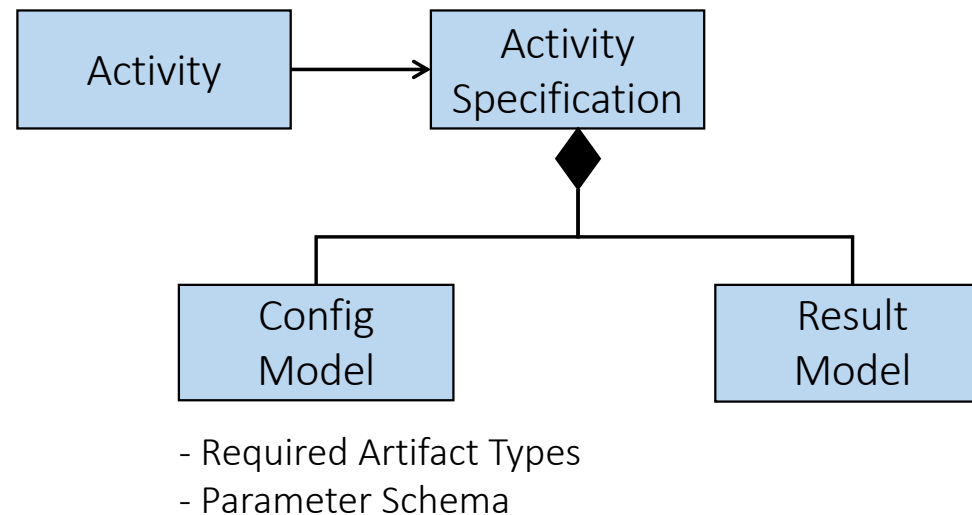 Activity
Activity
Specification
Config
Model
Result
Model
- Required Artifact Types
- Parameter Schema